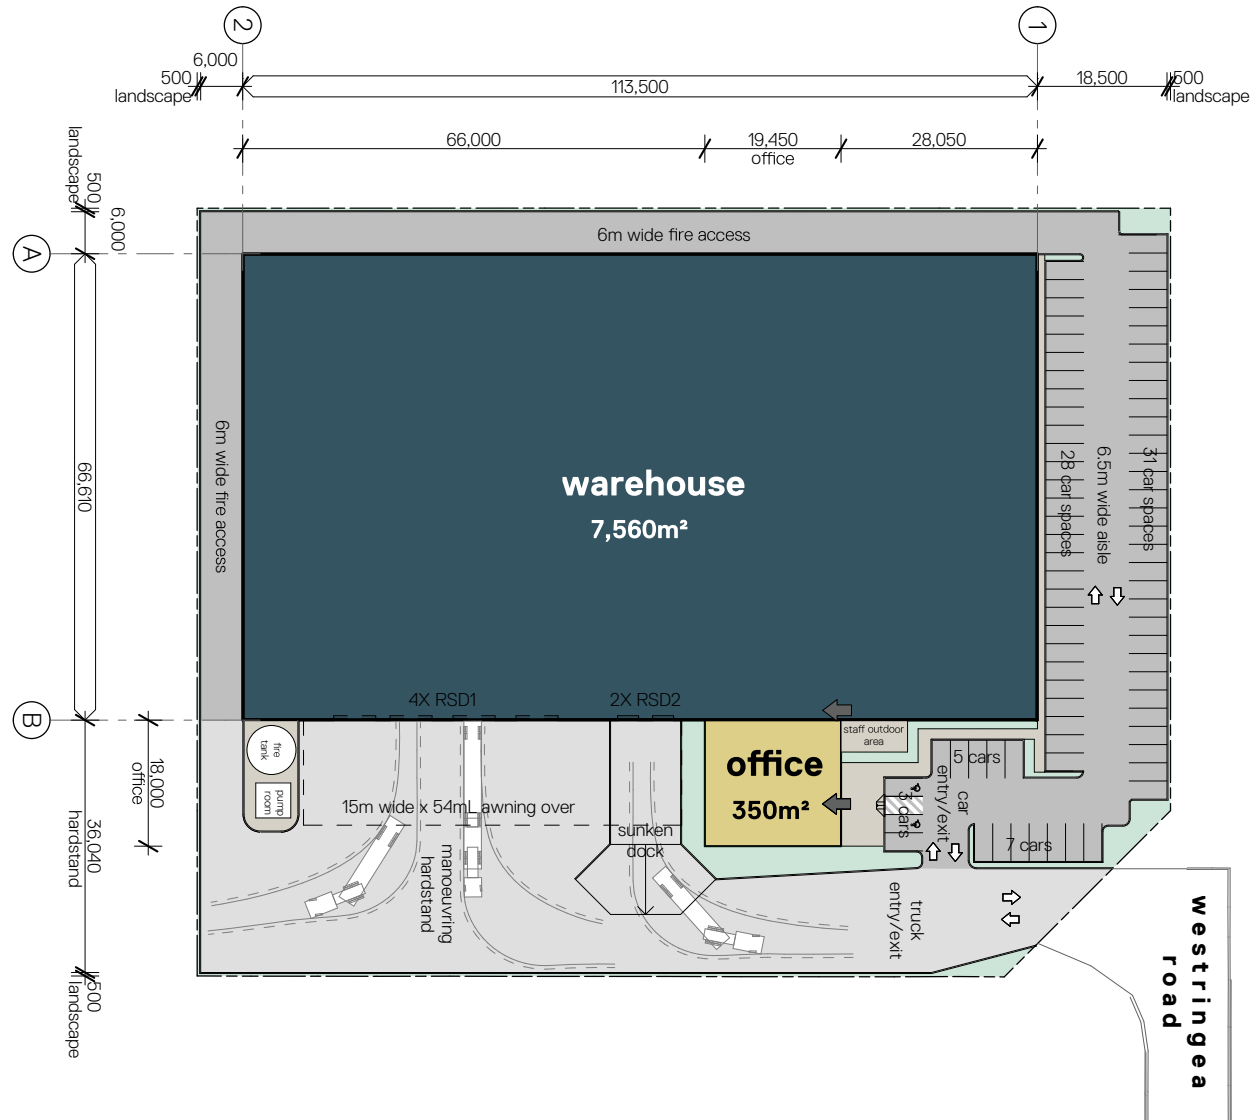 2
1
6,000
500
landscape
113,500
18,500
500
landscape
66,000
19,450
office
28,050
landscape
500
6,000
A
66,610
B
18,000
office
36,040
hardstand
500
landscape
6m wide fire access
6m wide fire access
warehouse
7,560m²
28 car spaces
6.5m wide aisle
31 car spaces
4X RSD1
2X RSD2
fire
tank
pump
room
15m wide x 54mL awning over
manoeuvring
hardstand
sunken
dock
office
350m²
staff outdoor
area
5 cars
car
entry/exit
3 cars
7 cars
truck
entry/exit
westringea
road